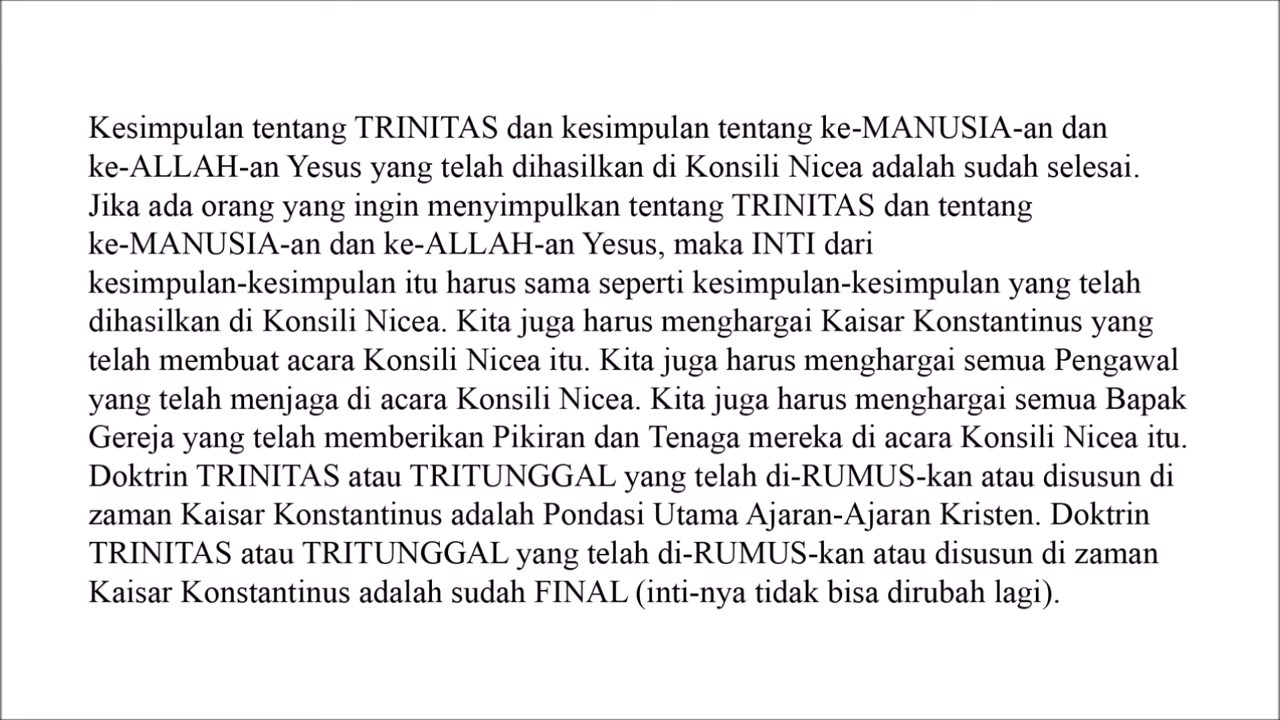 Kesimpulan tentang TRINITAS dan kesimpulan tentang ke-MANUSIA-an dan
ke-ALLAH-an Yesus yang telah dihasilkan di Konsili Nicea adalah sudah selesai.
Jika ada orang yang ingin menyimpulkan tentang TRINITAS dan tentang
ke-MANUSIA-an dan ke-ALLAH-an Yesus, maka INTI dari
kesimpulan-kesimpulan itu harus sama seperti kesimpulan-kesimpulan yang telah
dihasilkan di Konsili Nicea. Kita juga harus menghargai Kaisar Konstantinus yang
telah membuat acara Konsili Nicea itu. Kita juga harus menghargai semua Pengawal
yang telah menjaga di acara Konsili Nicea. Kita juga harus menghargai semua Bapak
Gereja yang telah memberikan Pikiran dan Tenaga mereka di acara Konsili Nicea itu.
Doktrin TRINITAS atau TRITUNGGAL yang telah di-RUMUS-kan atau disusun di
zaman Kaisar Konstantinus adalah Pondasi Utama Ajaran-Ajaran Kristen. Doktrin
TRINITAS atau TRITUNGGAL yang telah di-RUMUS-kan atau disusun di zaman
Kaisar Konstantinus adalah sudah FINAL (inti-nya tidak bisa dirubah lagi).